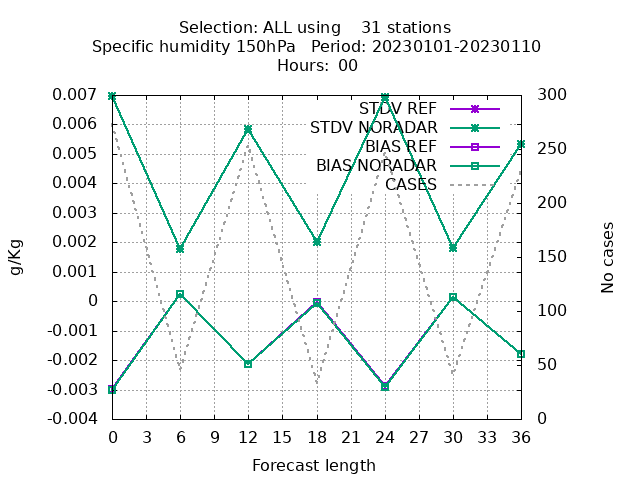 Selection: ALL using    31 stations
Specific humidity 150hPa   Period: 20230101-20230110
Hours: 00
STDV REF
STDV NORADAR
BIAS REF
BIAS NORADAR
CASES
0.007
0.006
0.005
0.004
0.003
0.002
0.001
0
-0.001
-0.002
-0.003
-0.004
g/Kg
300
250
200
150
100
50
0
No cases
0 3 6 9 12 15 18 21 24 27 30 33 36
Forecast length